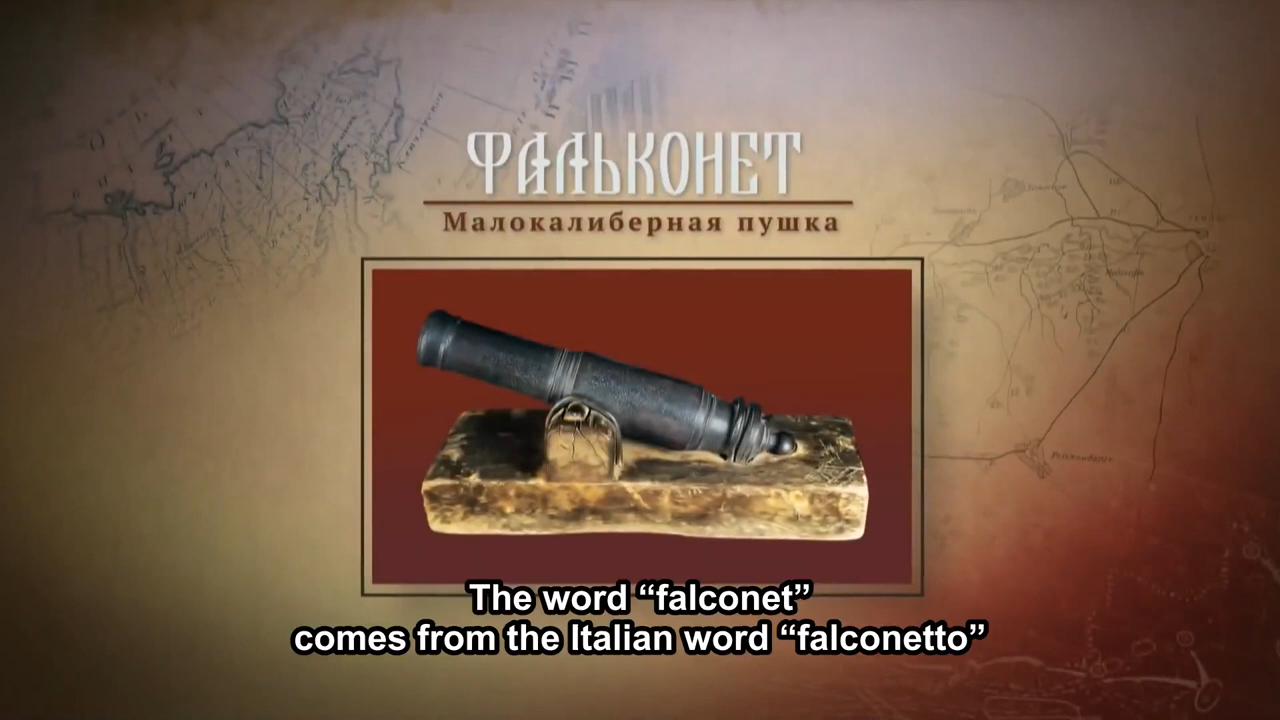 ФАЛЬКОНЕТ
Малокалиберная пушка
The word “falconet”
comes from the Italian word “falconetto”